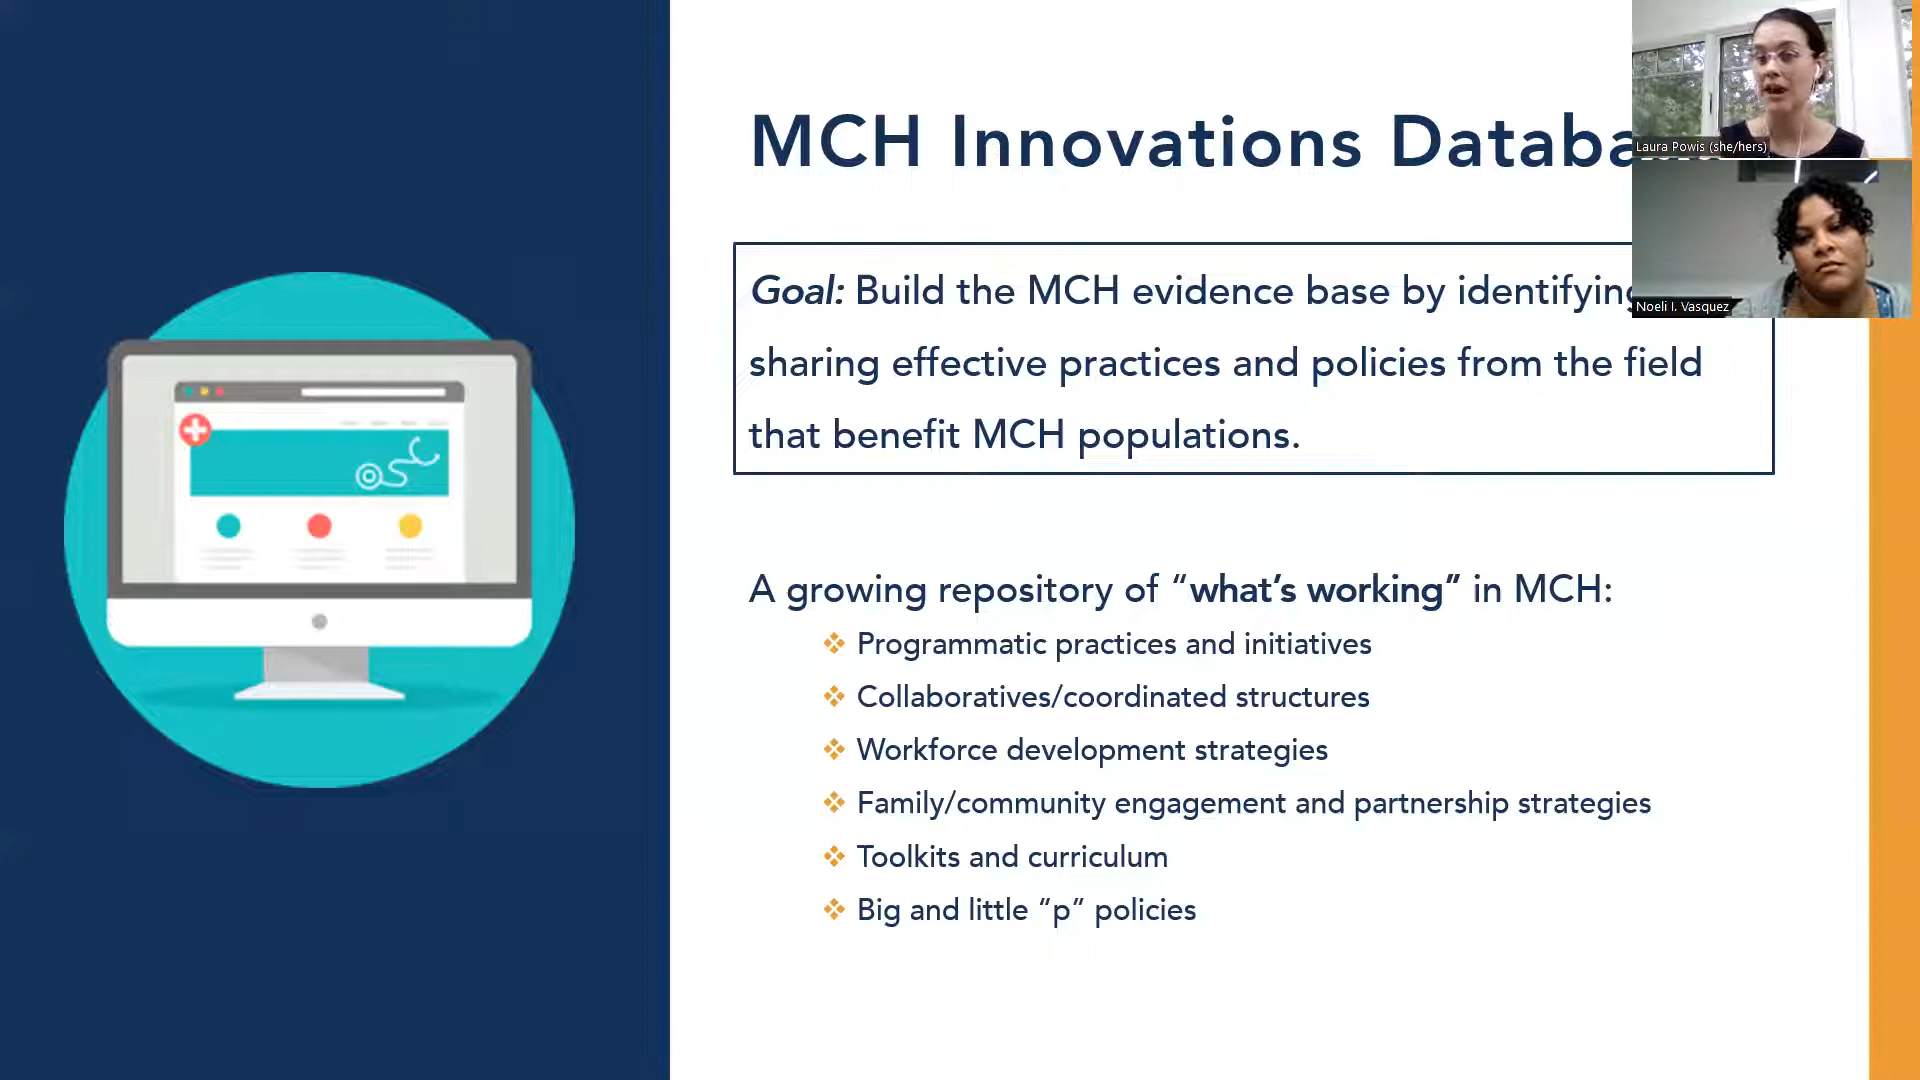 MCH Innovations Databa
Goal: Build the MCH evidence base by identifying
sharing effective practices and policies from the field
that benefit MCH populations.
A growing repository of “what’s working” in MCH:
Programmatic practices and initiatives
Collaboratives/coordinated structures
Workforce development strategies
Family/community engagement and partnership strategies
Toolkits and curriculum
Big and little “p” policies
Laura Powis (she/hers)
Noeli I. Vasquez